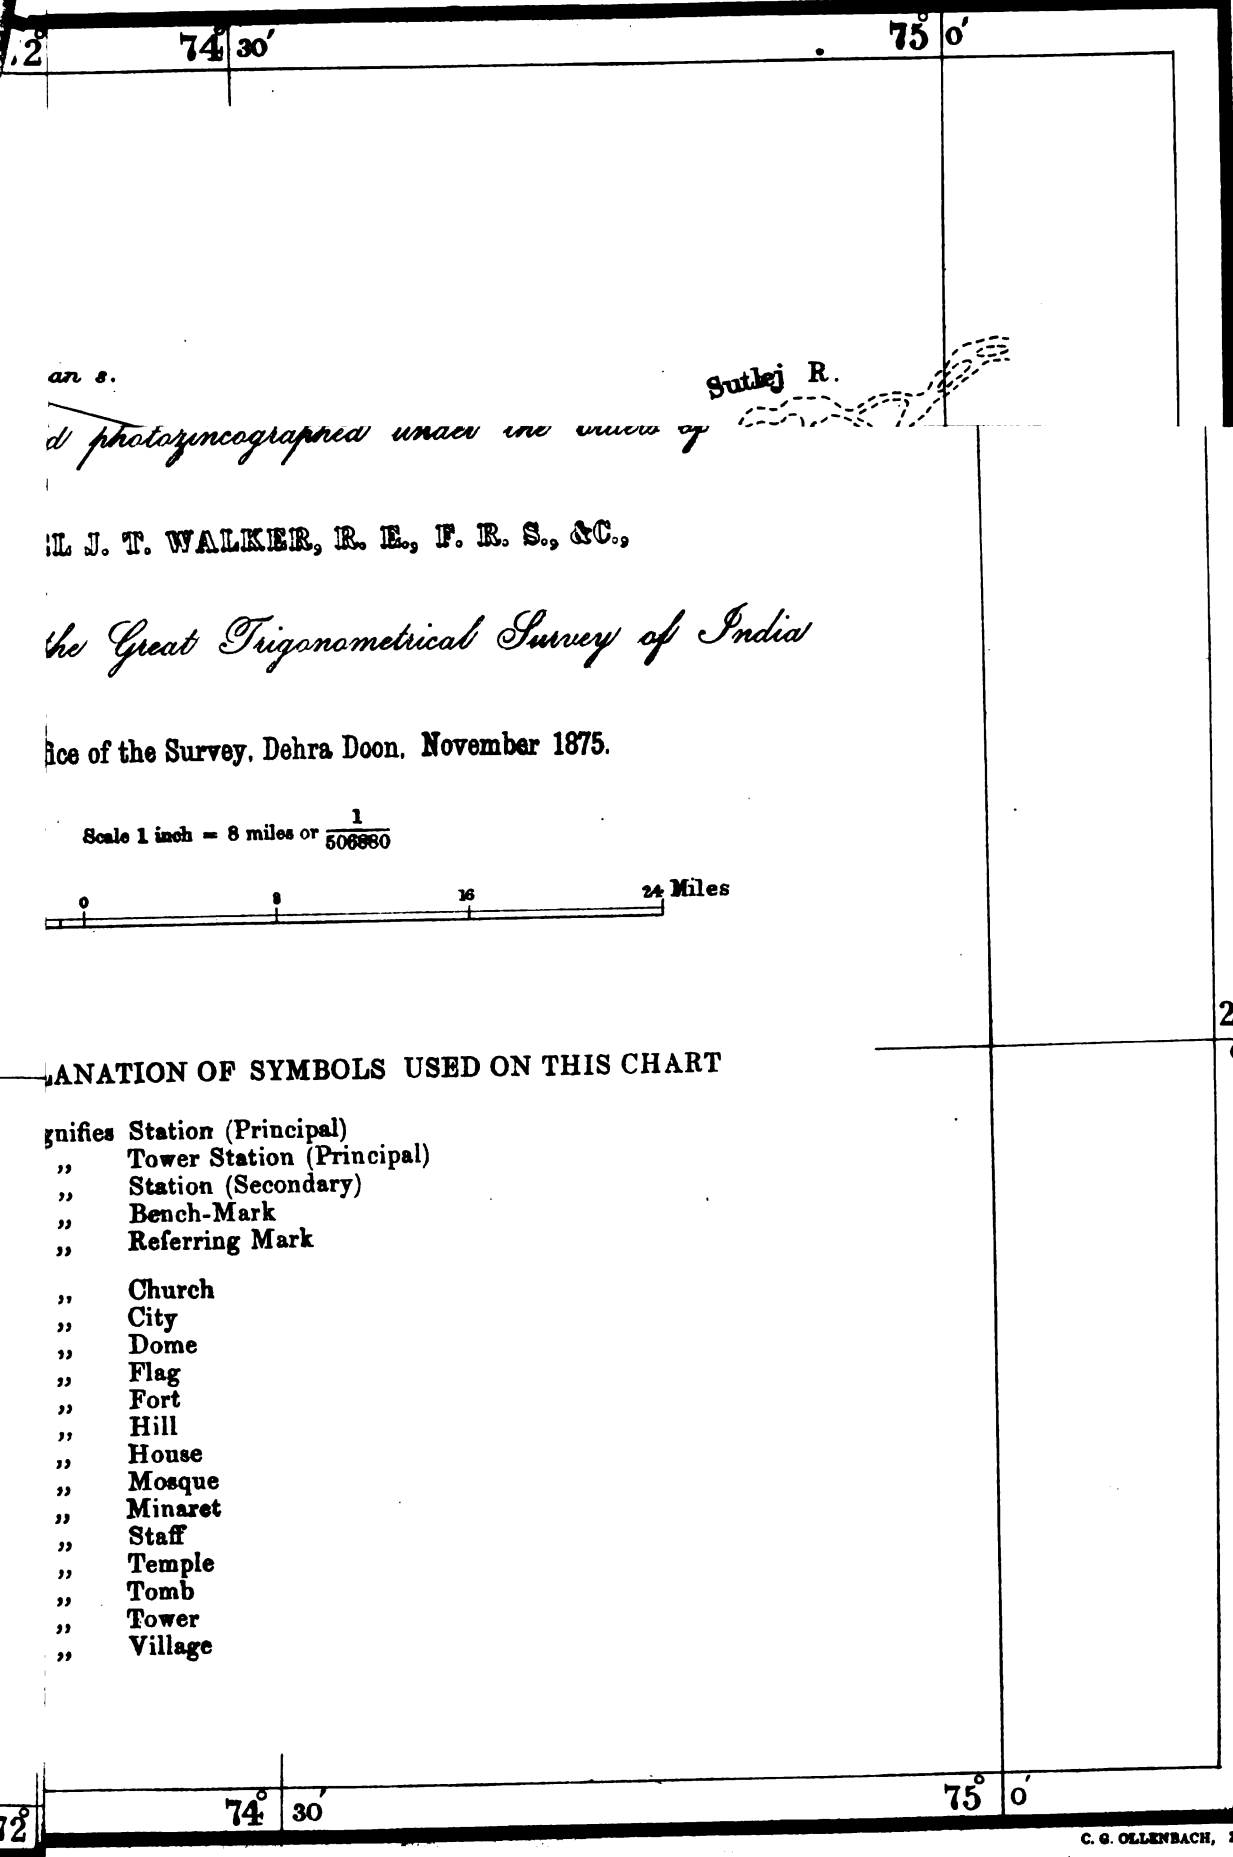 2° 74° 30′ 75° 0′
an s.
Sutlej R.
d photozincographed under the orders of
L J. T. WALKER, R. E., F. R. S., &C.,
the Great Trigonometrical Survey of India
ice of the Survey, Dehra Doon, November 1875.
Scale 1 inch = 8 miles or 1/506880
0 8 16 24 Miles
2
ANATION OF SYMBOLS USED ON THIS CHART
gnifies Station (Principal)
,, Tower Station (Principal)
,, Station (Secondary)
,, Bench-Mark
,, Referring Mark
,, Church
,, City
,, Dome
,, Flag
,, Fort
,, Hill
,, House
,, Mosque
,, Minaret
,, Staff
,, Temple
,, Tomb
,, Tower
,, Village
72° 74° 30′ 75° 0′
C. G. OLLENBACH,